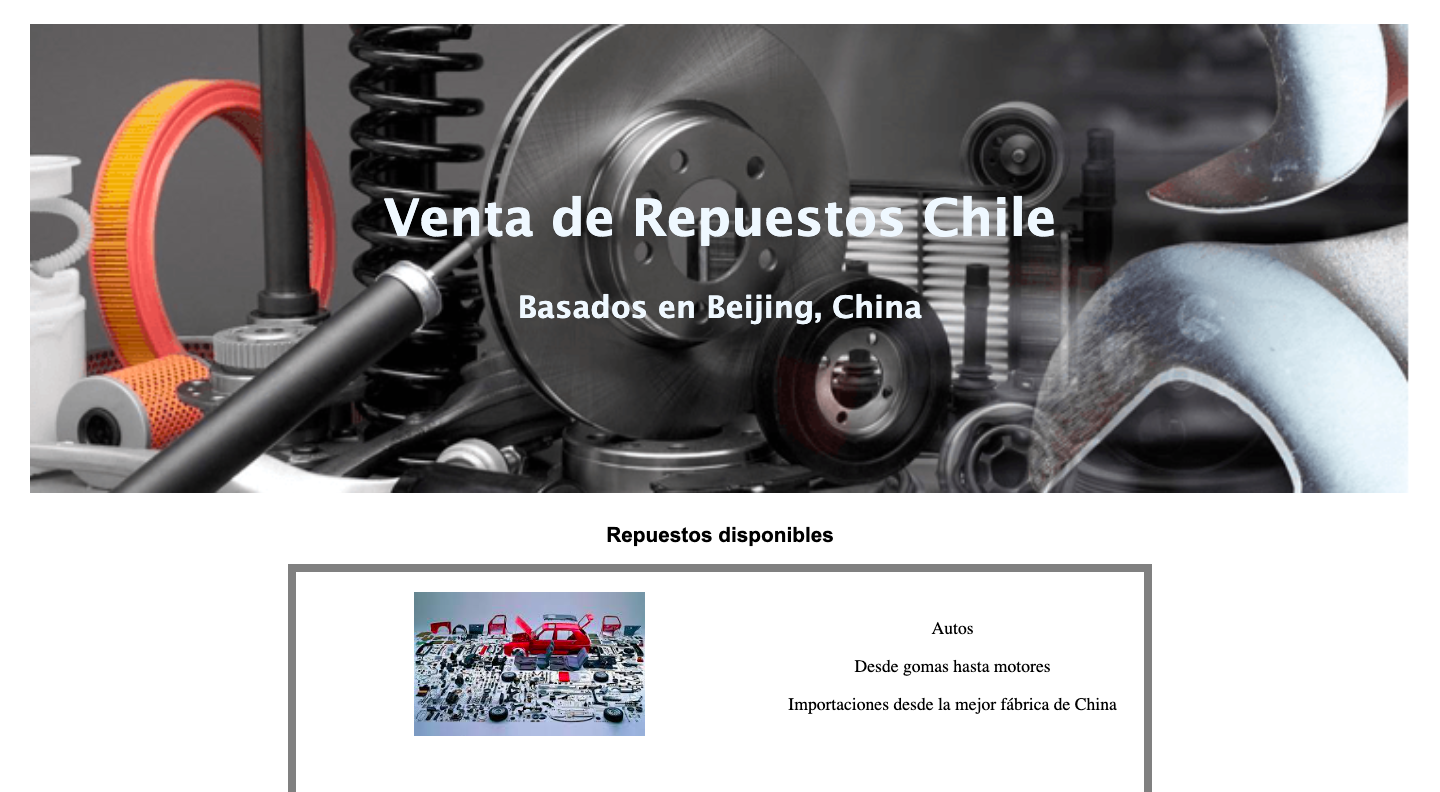 Venta de Repuestos Chile
Basados en Beijing, China
Repuestos disponibles
Autos
Desde gomas hasta motores
Importaciones desde la mejor fábrica de China